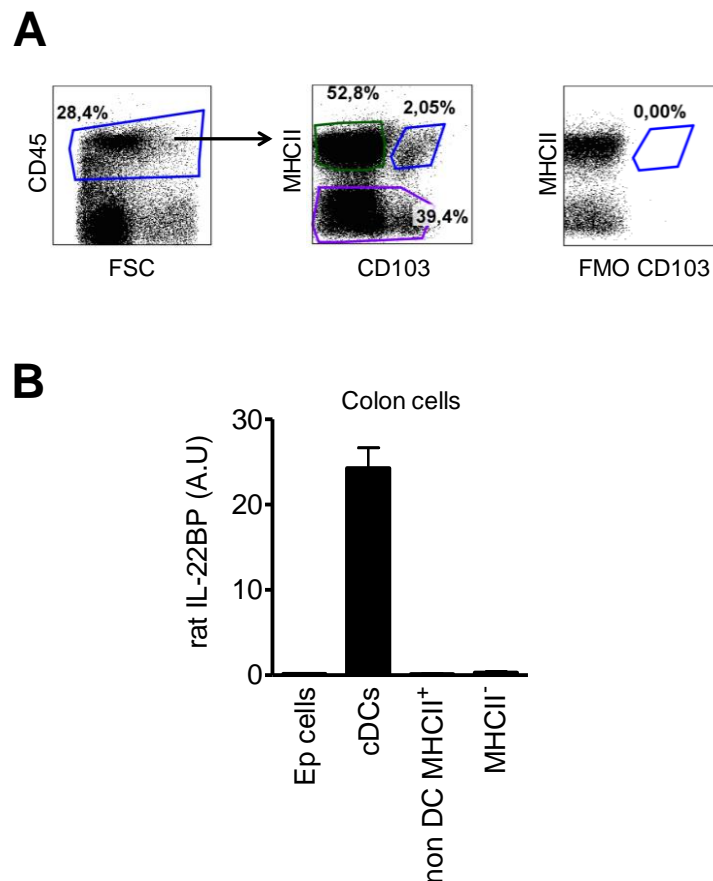 A
28,4%
CD45
FSC
52,8%
2,05%
39,4%
MHCII
CD103
0,00%
MHCII
FMO CD103
B
Colon cells
rat IL-22BP (A.U)
30
20
10
0
Ep cells
cDCs
non DC MHCII⁺
MHCII⁻